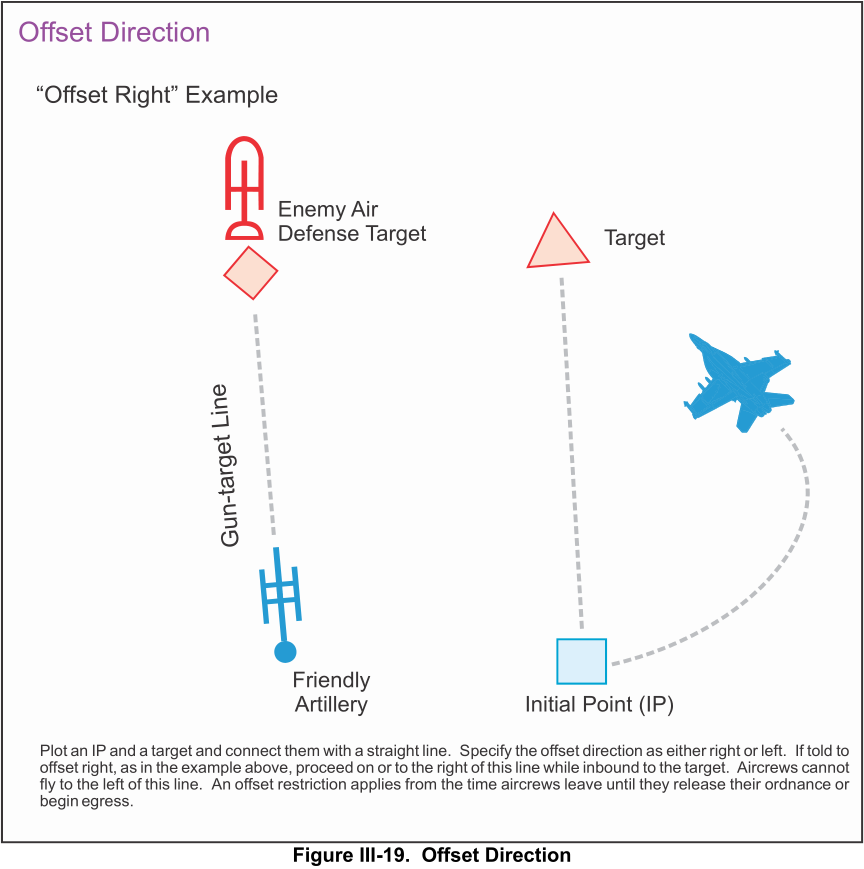 Offset Direction
“Offset Right” Example
Enemy Air
Defense Target
Target
Gun-target Line
Friendly
Artillery
Initial Point (IP)
Plot an IP and a target and connect them with a straight line.  Specify the offset direction as either right or left.  If told to
offset right, as in the example above, proceed on or to the right of this line while inbound to the target.  Aircrews cannot
fly to the left of this line.  An offset restriction applies from the time aircrews leave until they release their ordnance or
begin egress.
Figure III-19.  Offset Direction